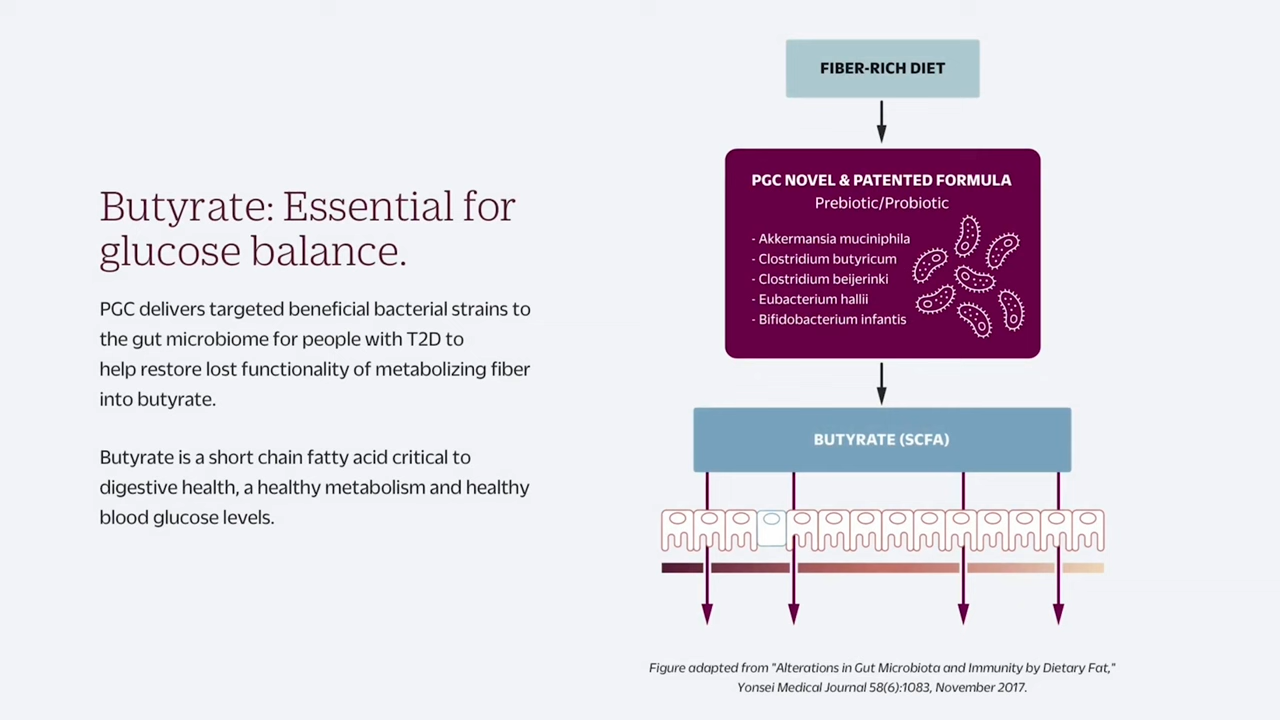 Butyrate: Essential for
glucose balance.
PGC delivers targeted beneficial bacterial strains to
the gut microbiome for people with T2D to
help restore lost functionality of metabolizing fiber
into butyrate.
Butyrate is a short chain fatty acid critical to
digestive health, a healthy metabolism and healthy
blood glucose levels.
FIBER-RICH DIET
PGC NOVEL & PATENTED FORMULA
Prebiotic/Probiotic
- Akkermansia muciniphila
- Clostridium butyricum
- Clostridium beijerinki
- Eubacterium hallii
- Bifidobacterium infantis
BUTYRATE (SCFA)
Figure adapted from "Alterations in Gut Microbiota and Immunity by Dietary Fat,"
Yonsei Medical Journal 58(6):1083, November 2017.